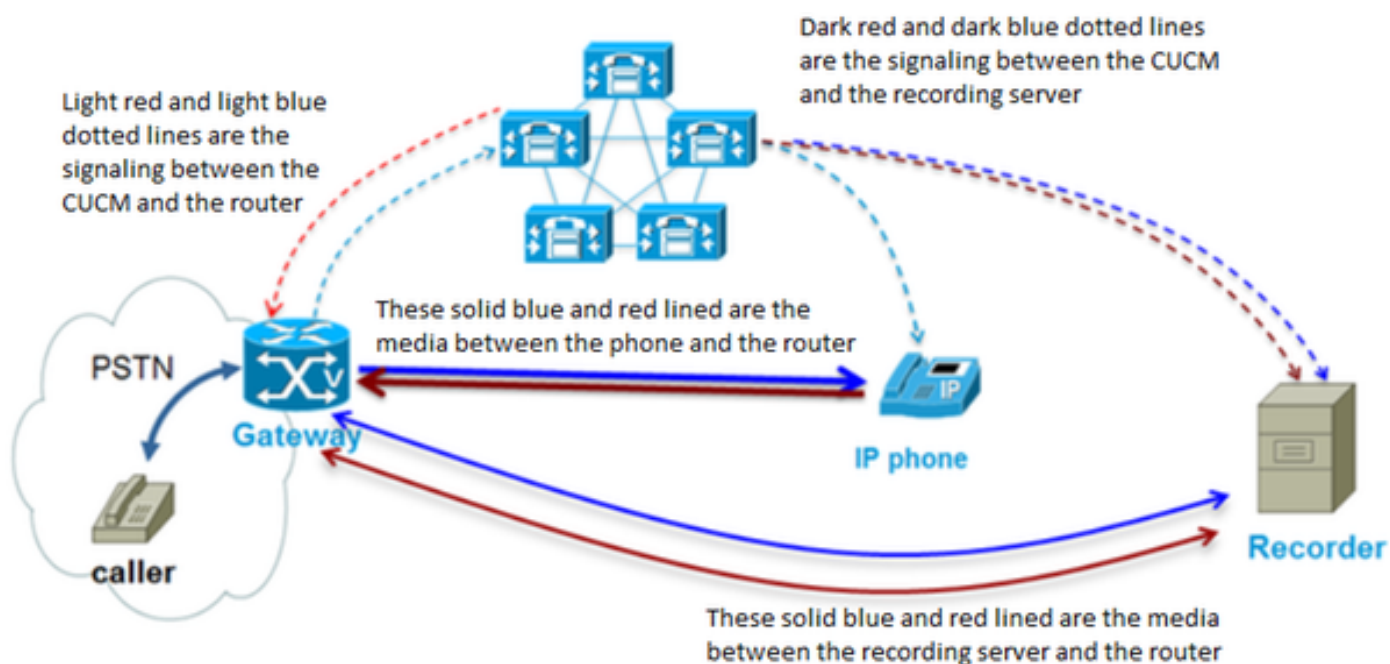 Dark red and dark blue dotted lines
are the signaling between the CUCM
and the recording server
Light red and light blue
dotted lines are the
signaling between the
CUCM and the router
These solid blue and red lined are the
media between the phone and the router
PSTN
V
IP
Gateway
IP phone
caller
Recorder
These solid blue and red lined are the media
between the recording server and the router